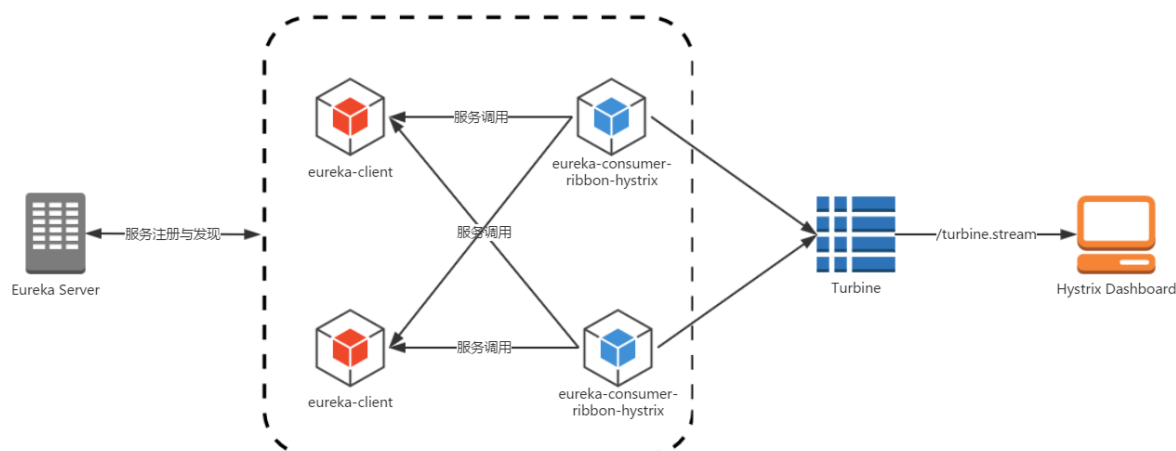 服务调用
eureka-client
eureka-consumer-
ribbon-hystrix
服务注册与发现
服务调用
/turbine.stream
Eureka Server
Turbine
Hystrix Dashboard
服务调用
eureka-client
eureka-consumer-
ribbon-hystrix